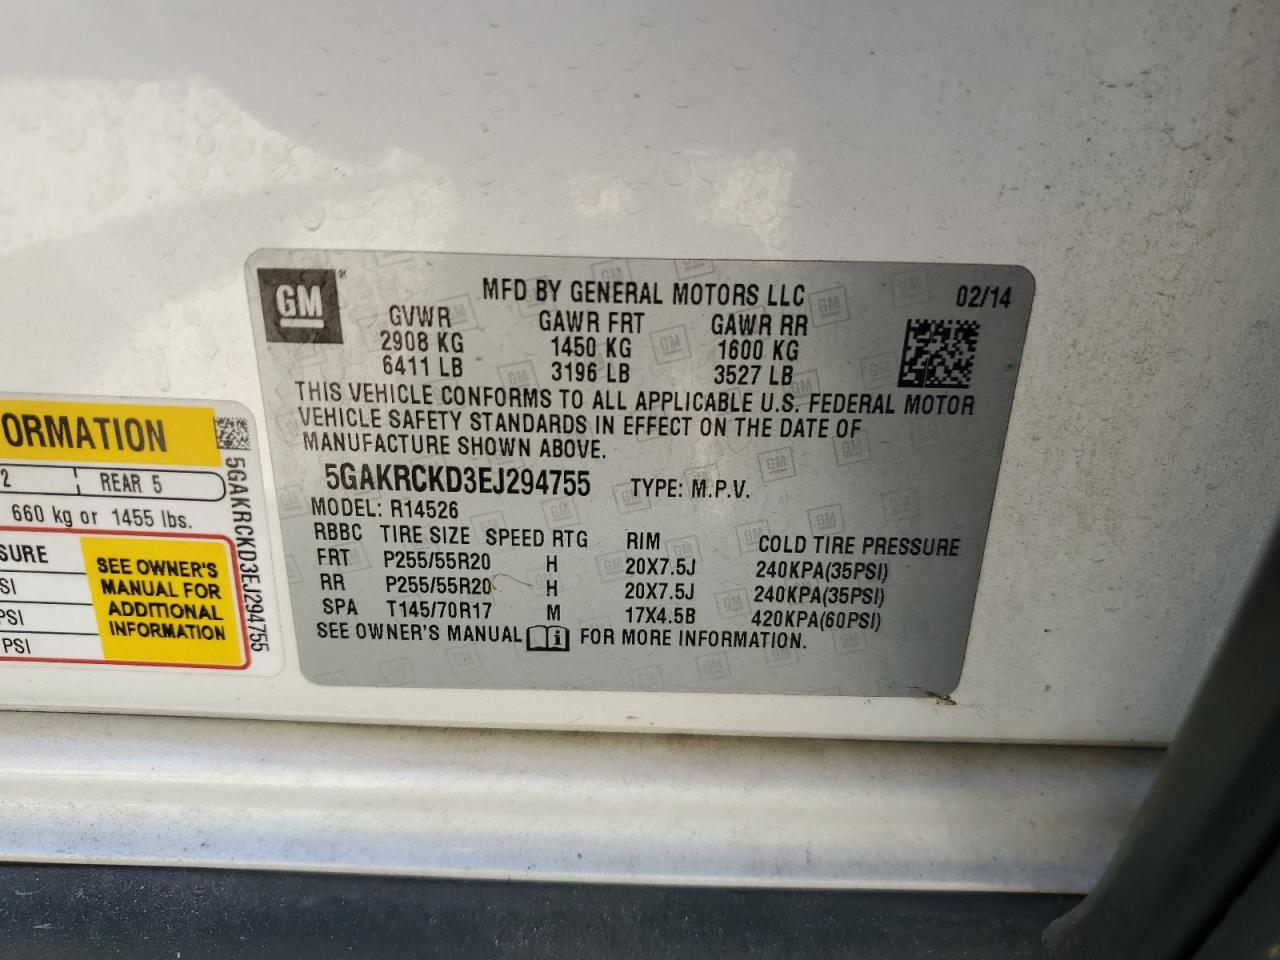 GM ®
MFD BY GENERAL MOTORS LLC 02/14
GVWR GAWR FRT GAWR RR
2908 KG 1450 KG 1600 KG
6411 LB 3196 LB 3527 LB
THIS VEHICLE CONFORMS TO ALL APPLICABLE U.S. FEDERAL MOTOR
VEHICLE SAFETY STANDARDS IN EFFECT ON THE DATE OF
MANUFACTURE SHOWN ABOVE.
5GAKRCKD3EJ294755 TYPE: M.P.V.
MODEL: R14526
RBBC TIRE SIZE SPEED RTG RIM COLD TIRE PRESSURE
FRT P255/55R20 H 20X7.5J 240KPA(35PSI)
RR P255/55R20 H 20X7.5J 240KPA(35PSI)
SPA T145/70R17 M 17X4.5B 420KPA(60PSI)
SEE OWNER'S MANUAL i FOR MORE INFORMATION.
ORMATION
2 REAR 5
660 kg or 1455 lbs.
SURE
SI
PSI
PSI
SEE OWNER'S
MANUAL FOR
ADDITIONAL
INFORMATION
5GAKRCKD3EJ294755